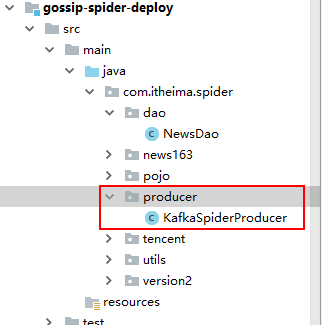 gossip-spider-deploy
src
main
java
com.itheima.spider
dao
NewsDao
news163
pojo
producer
KafkaSpiderProducer
tencent
utils
version2
resources
test